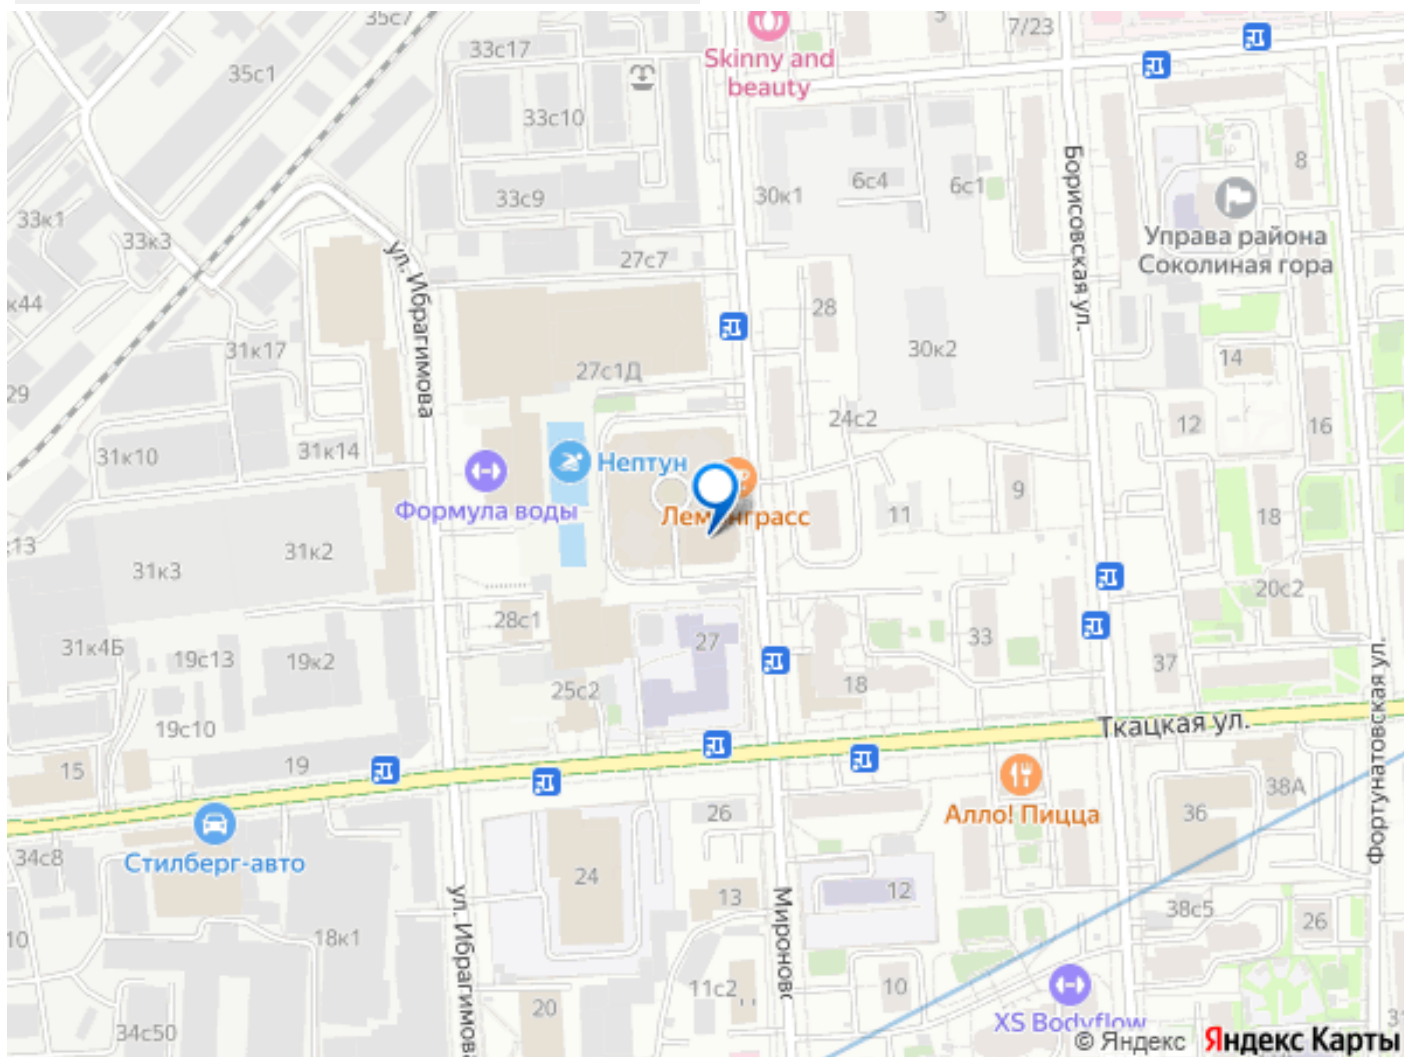 35с7
33с17
5
7/23
35с1
Skinny and
beauty
33с10
8
6с4
6с1
33с9
30к1
33к1
33к3
Управа района
Соколиная гора
ул. Ибрагимова
27с7
Борисовская ул.
к44
28
31к17
30к2
14
27с1Д
29
12
16
24с2
31к10
31к14
Нептун
9
Формула воды
Лемонграсс
11
18
13
31к2
31к3
20с2
28с1
31к4Б
19с13
19к2
27
33
37
18
25с2
19с10
Ткацкая ул.
15
19
38А
26
Алло! Пицца
36
Фортунатовская ул.
34с8
Стилберг-авто
24
13
12
ул. Ибрагимова
Мироновс
38с5
26
10
18к1
11с2
10
20
XS Bodyflow
31
34с50
© Яндекс Яндекс Карты